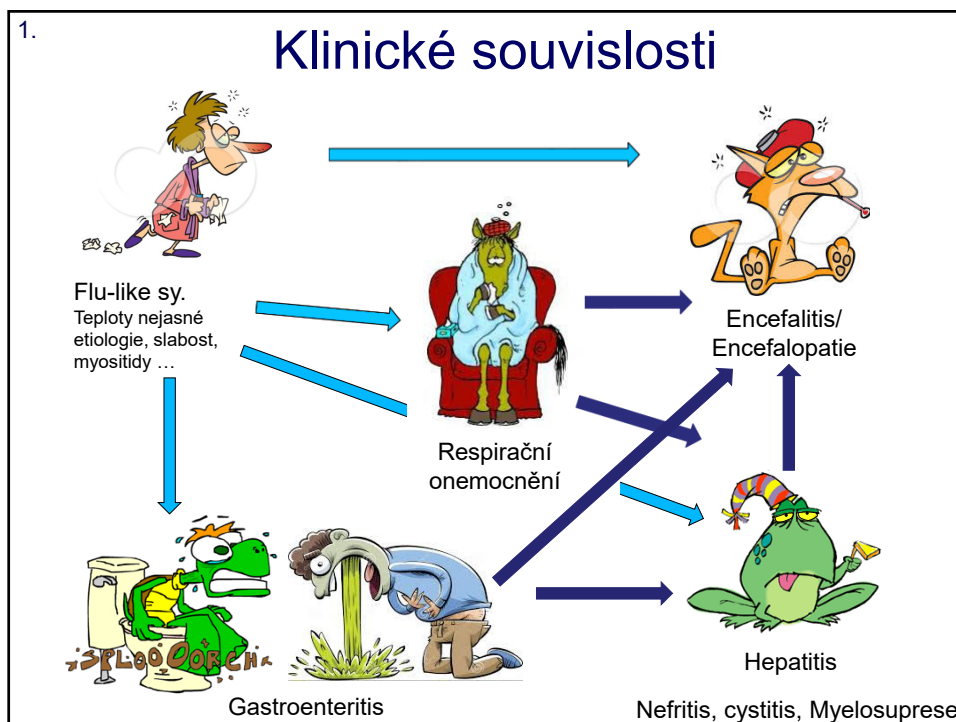 1.
Klinické souvislosti
Flu-like sy.
Teploty nejasné
etiologie, slabost,
myositidy …
Encefalitis/
Encefalopatie
Respirační
onemocnění
SPLOOOORCH
Hepatitis
Gastroenteritis
Nefritis, cystitis, Myelosuprese